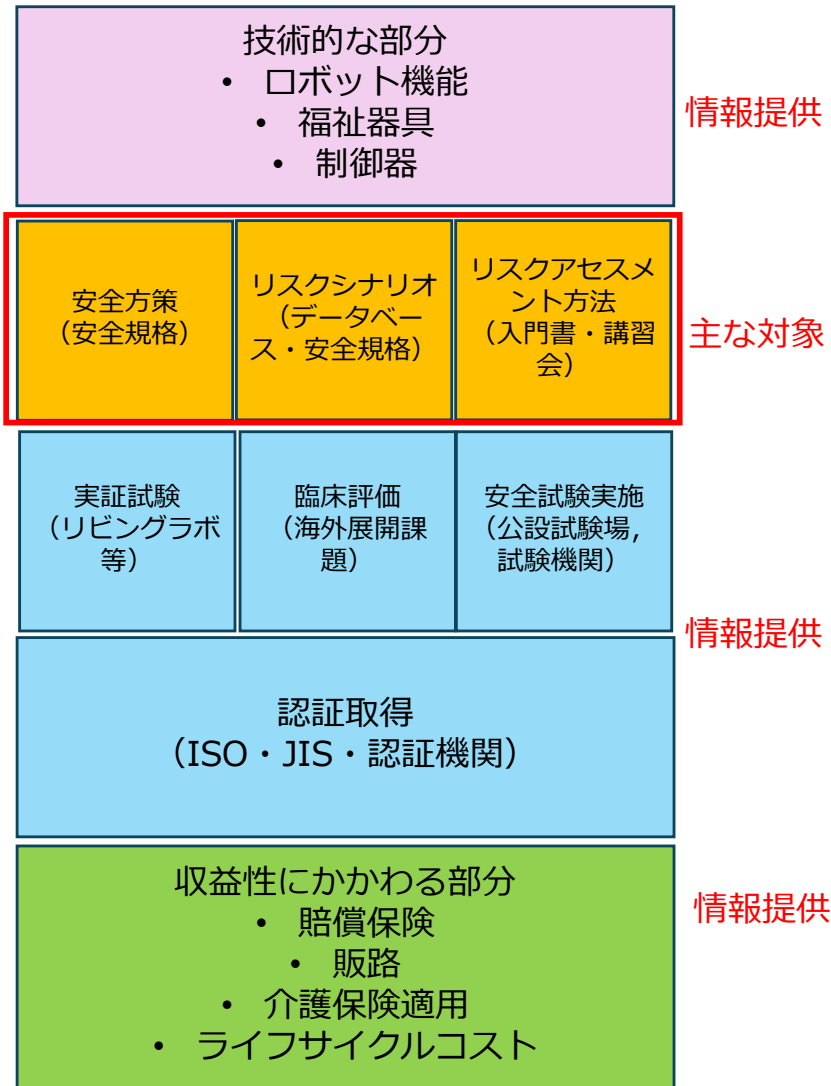 技術的な部分
• ロボット機能
• 福祉器具
• 制御器
情報提供
安全方策
（安全規格）
リスクシナリオ
（データベー
ス・安全規格）
リスクアセスメ
ント方法
（入門書・講習
会）
主な対象
実証試験
（リビングラボ
等）
臨床評価
（海外展開課
題）
安全試験実施
（公設試験場,
試験機関）
情報提供
認証取得
（ISO・JIS・認証機関）
収益性にかかわる部分
• 賠償保険
• 販路
• 介護保険適用
• ライフサイクルコスト
情報提供